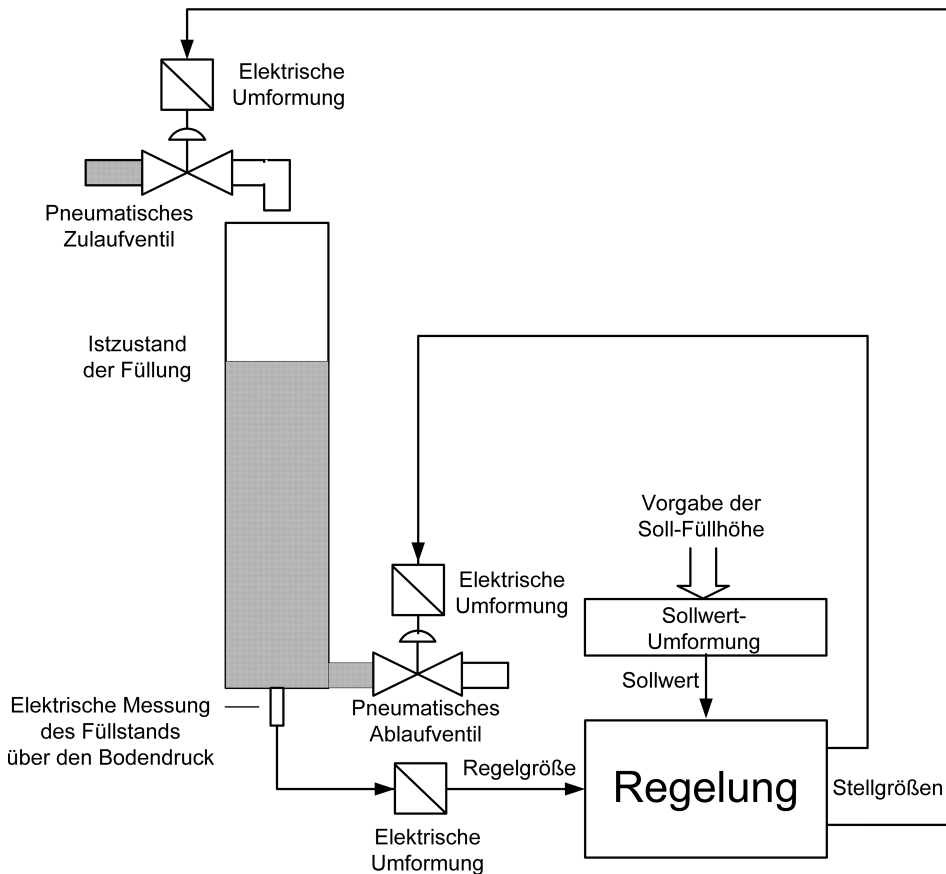 Elektrische
Umformung
Pneumatisches
Zulaufventil
Istzustand
der Füllung
Vorgabe der
Soll-Füllhöhe
Elektrische
Umformung
Sollwert-
Umformung
Sollwert
Elektrische Messung
des Füllstands
über den Bodendruck
Pneumatisches
Ablaufventil
Regelgröße
Regelung
Stellgrößen
Elektrische
Umformung